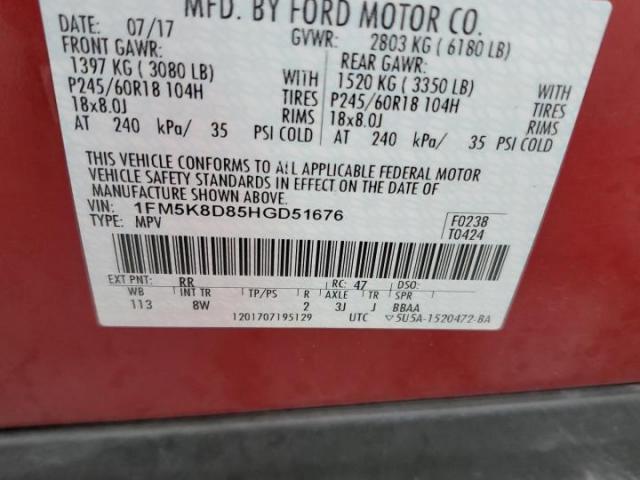 MFD. BY FORD MOTOR CO.
DATE: 07/17 GVWR: 2803 KG ( 6180 LB)
FRONT GAWR: REAR GAWR:
1397 KG ( 3080 LB) WITH 1520 KG ( 3350 LB) WITH
P245/60R18 104H TIRES P245/60R18 104H TIRES
18x8.0J RIMS 18x8.0J RIMS
AT 240 kPa/ 35 PSI COLD AT 240 kPa/ 35 PSI COLD
THIS VEHICLE CONFORMS TO ALL APPLICABLE FEDERAL MOTOR
VEHICLE SAFETY STANDARDS IN EFFECT ON THE DATE OF
MANUFACTURE SHOWN ABOVE.
VIN: 1FM5K8D85HGD51676 F0238
TYPE: MPV T0424
EXT PNT: RR RC: 47 DSO:
WB INT TR TP/PS R AXLE TR SPR
113 8W 2 3J J BBAA
1201707195129 UTC ▽5U5A-1520472-BA